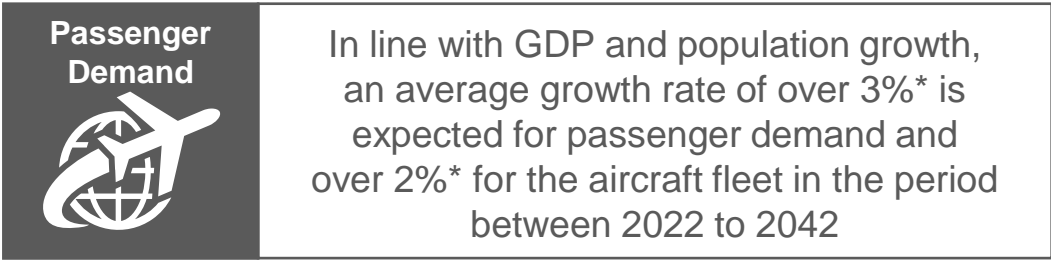 Passenger
Demand
In line with GDP and population growth,
an average growth rate of over 3%* is
expected for passenger demand and
over 2%* for the aircraft fleet in the period
between 2022 to 2042